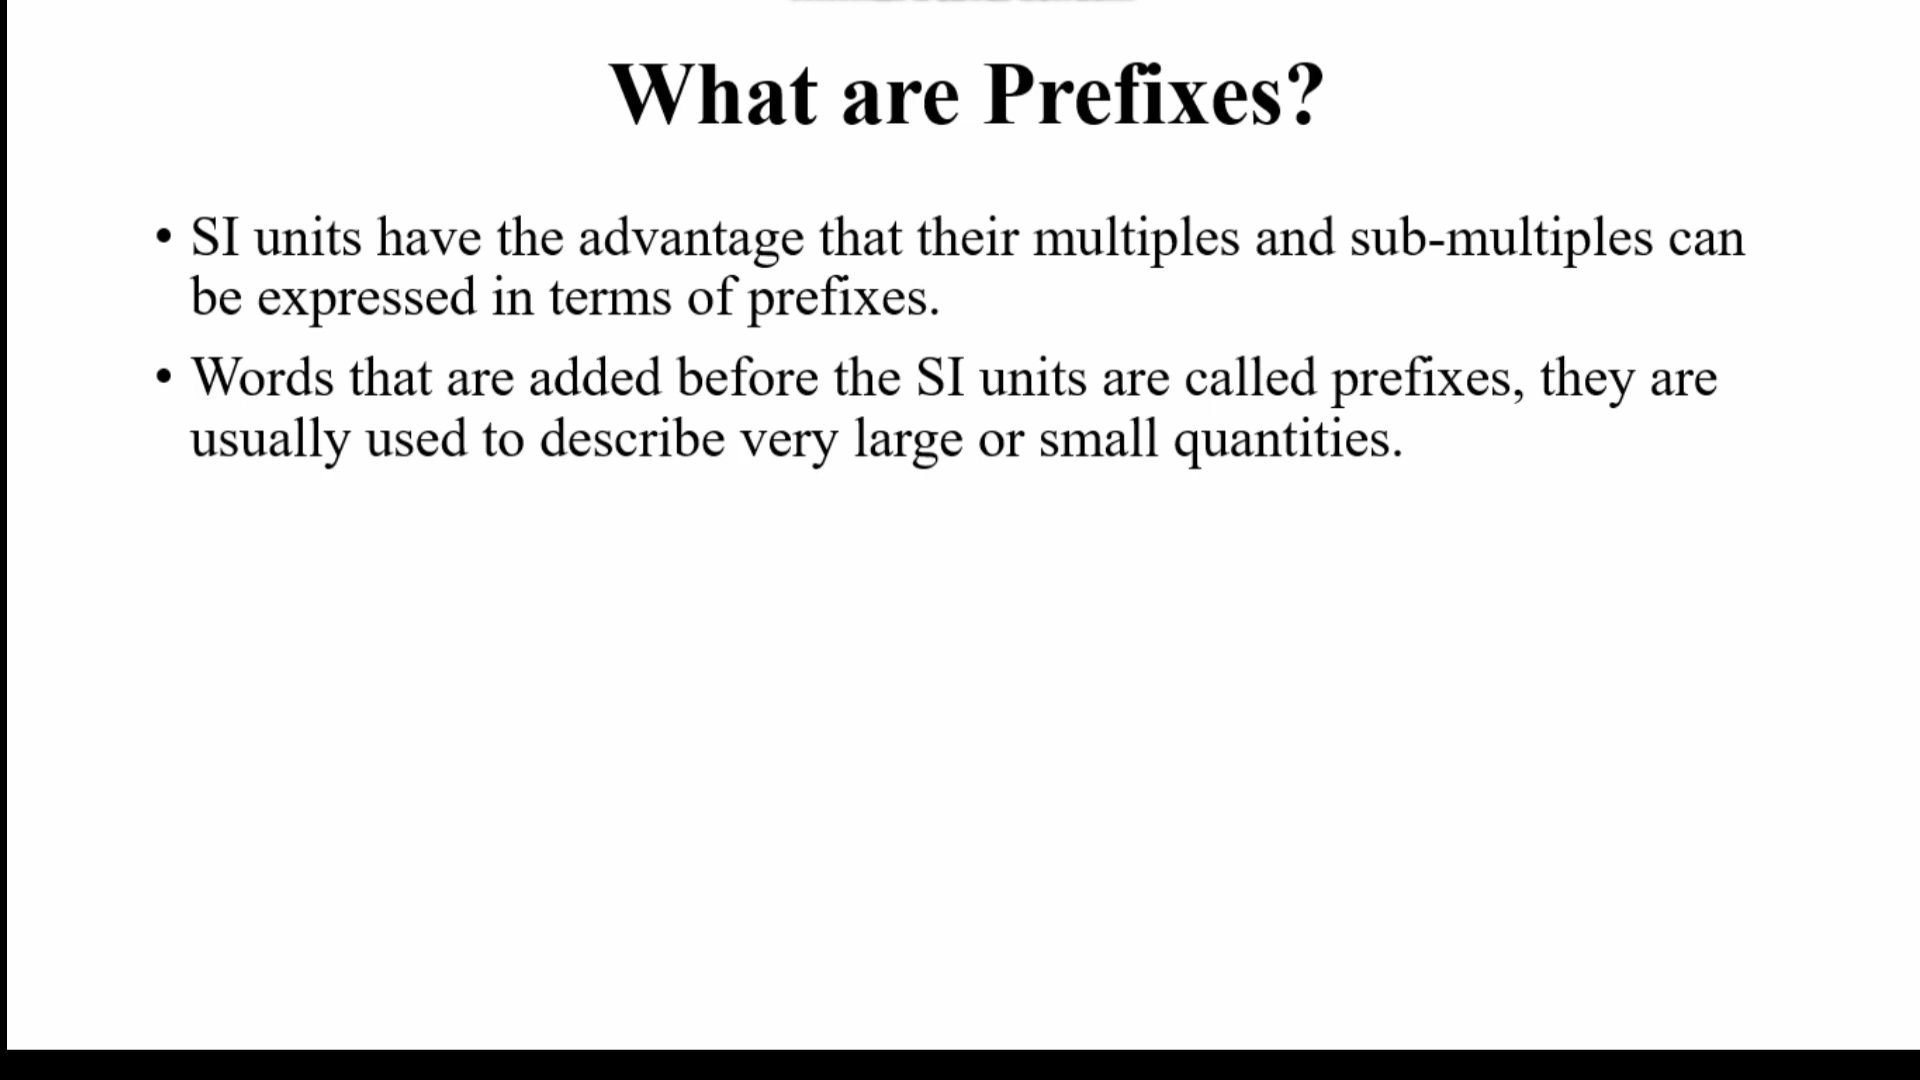 What are Prefixes?
• SI units have the advantage that their multiples and sub-multiples can
be expressed in terms of prefixes.
• Words that are added before the SI units are called prefixes, they are
usually used to describe very large or small quantities.